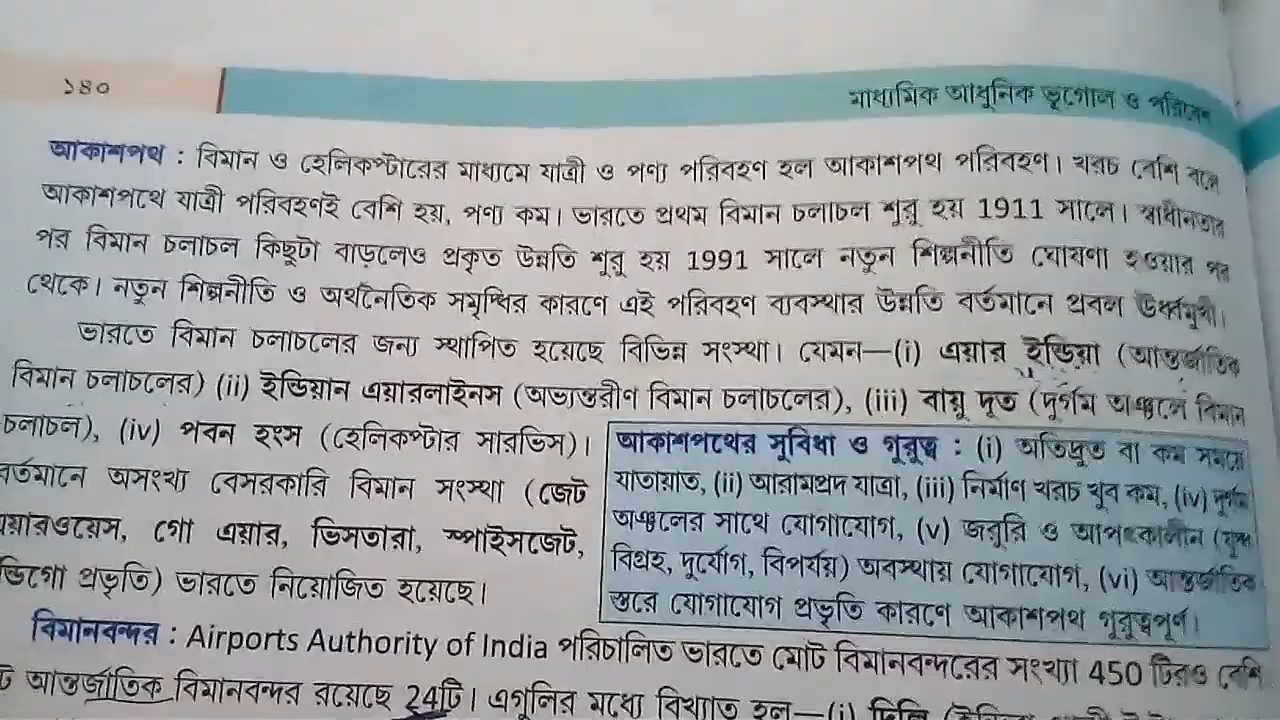 ১৪০
মাধ্যমিক আধুনিক ভূগোল ও পরিবেশ
আকাশপথ : বিমান ও হেলিকপ্টারের মাধ্যমে যাত্রী ও পণ্য পরিবহণ হল আকাশপথ পরিবহণ। খরচ বেশি বলে
আকাশপথে যাত্রী পরিবহণই বেশি হয়, পণ্য কম। ভারতে প্রথম বিমান চলাচল শুরু হয় 1911 সালে। স্বাধীনতার
পর বিমান চলাচল কিছুটা বাড়লেও প্রকৃত উন্নতি শুরু হয় 1991 সালে নতুন শিল্পনীতি ঘোষণা হওয়ার পর
থেকে। নতুন শিল্পনীতি ও অর্থনৈতিক সমৃদ্ধির কারণে এই পরিবহণ ব্যবস্থার উন্নতি বর্তমানে প্রবল ঊর্ধ্বমুখী।
ভারতে বিমান চলাচলের জন্য স্থাপিত হয়েছে বিভিন্ন সংস্থা। যেমন—(i) এয়ার ইন্ডিয়া (আন্তর্জাতিক
বিমান চলাচলের) (ii) ইন্ডিয়ান এয়ারলাইনস (অভ্যন্তরীণ বিমান চলাচলের), (iii) বায়ু দূত (দুর্গম অঞ্চলে বিমান
চলাচল), (iv) পবন হংস (হেলিকপ্টার সারভিস)।
বর্তমানে অসংখ্য বেসরকারি বিমান সংস্থা (জেট
য়ারওয়েস, গো এয়ার, ভিসতারা, স্পাইসজেট,
ন্ডিগো প্রভৃতি) ভারতে নিয়োজিত হয়েছে।
আকাশপথের সুবিধা ও গুরুত্ব : (i) অতিদ্রুত বা কম সময়ে
যাতায়াত, (ii) আরামপ্রদ যাত্রা, (iii) নির্মাণ খরচ খুব কম, (iv) দুর্গম
অঞ্চলের সাথে যোগাযোগ, (v) জরুরি ও আপৎকালীন (যুদ্ধ
বিগ্রহ, দুর্যোগ, বিপর্যয়) অবস্থায় যোগাযোগ, (vi) আন্তর্জাতিক
স্তরে যোগাযোগ প্রভৃতি কারণে আকাশপথ গুরুত্বপূর্ণ।
বিমানবন্দর : Airports Authority of India পরিচালিত ভারতে মোট বিমানবন্দরের সংখ্যা 450 টিরও বেশি
ট আন্তর্জাতিক বিমানবন্দর রয়েছে 24টি। এগুলির মধ্যে বিখ্যাত হল—(i) দিল্লি